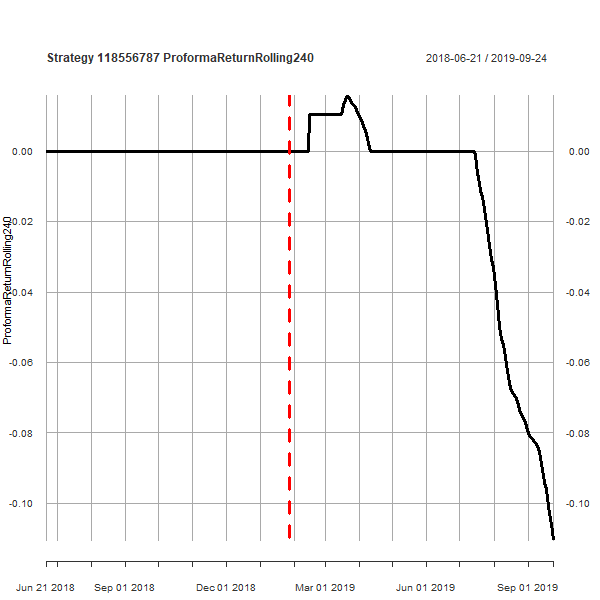 Strategy 118556787 ProformaReturnRolling240
2018-06-21 / 2019-09-24
ProformaReturnRolling240
0.00
-0.02
-0.04
-0.06
-0.08
-0.10
0.00
-0.02
-0.04
-0.06
-0.08
-0.10
Jun 21 2018
Sep 01 2018
Dec 01 2018
Mar 01 2019
Jun 01 2019
Sep 01 2019